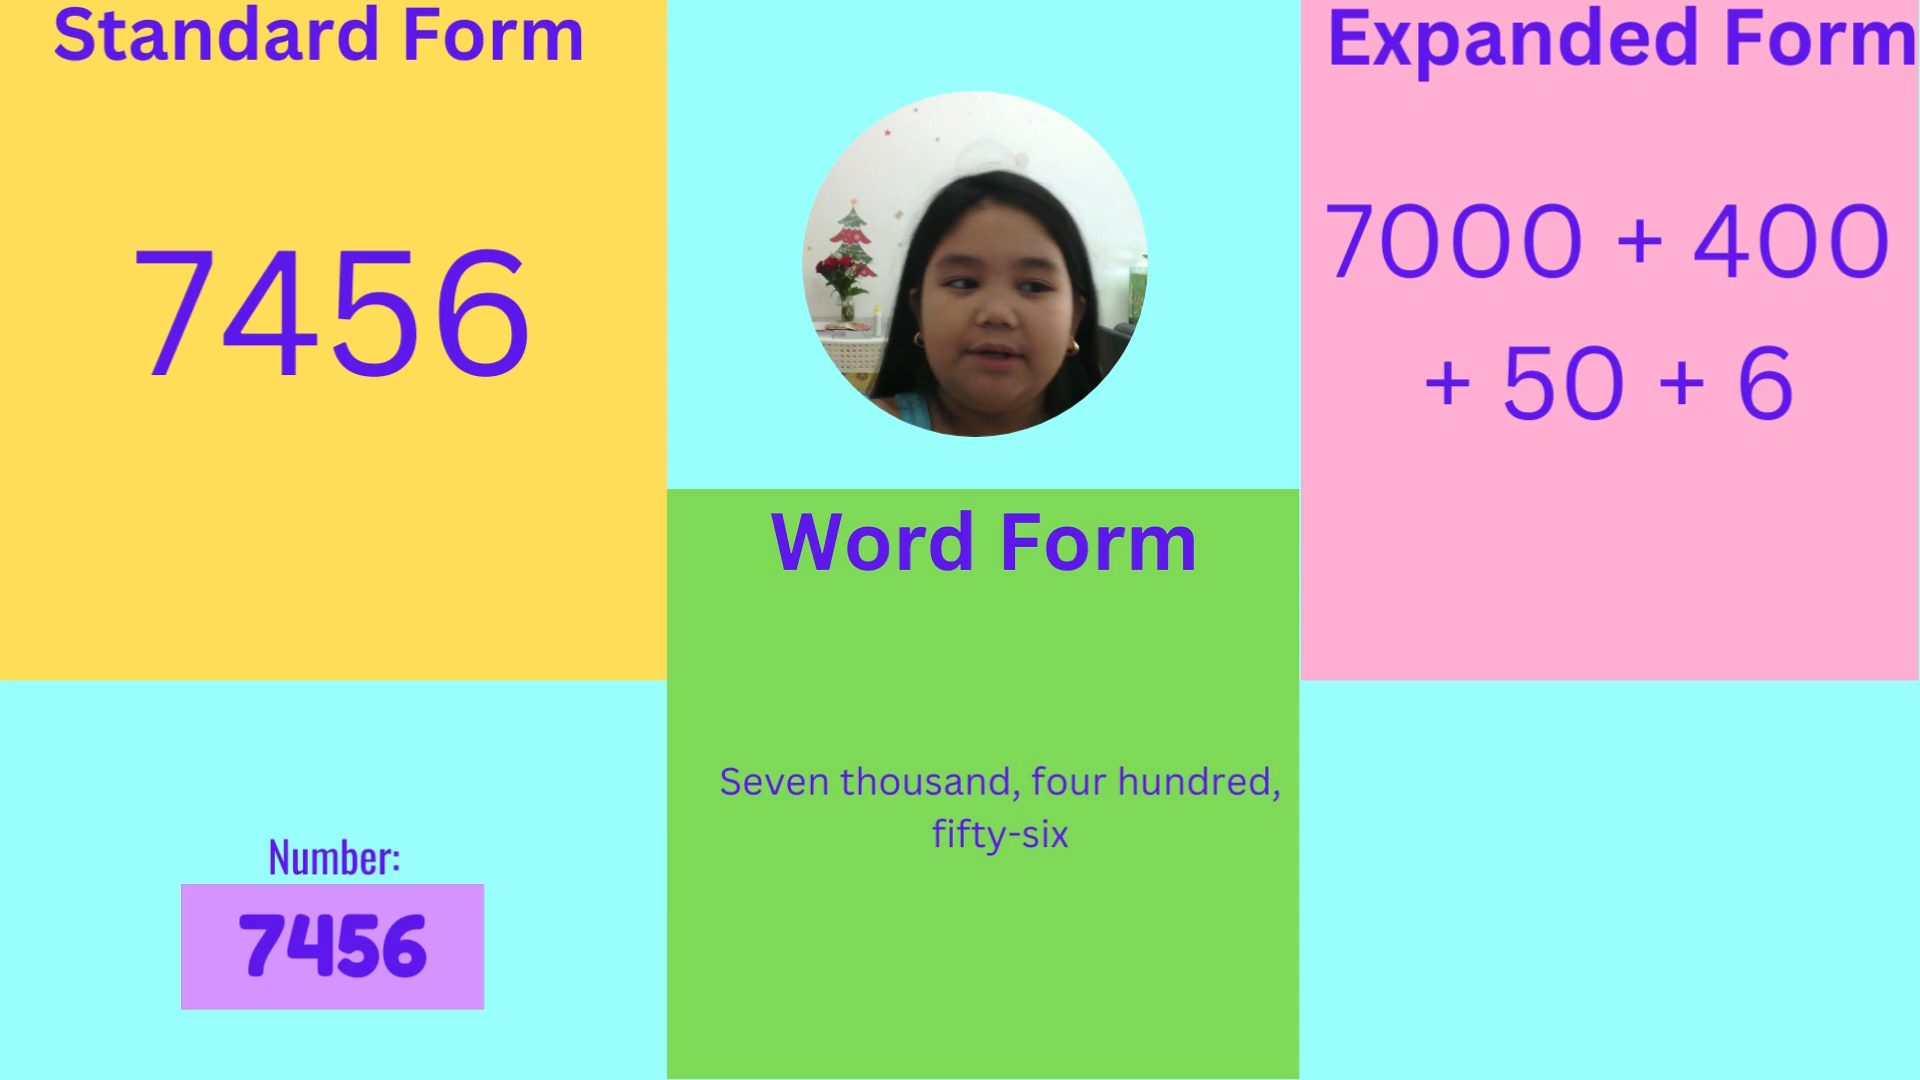 Standard Form
7456
Number:
7456
Word Form
Seven thousand, four hundred,
fifty-six
Expanded Form
7000 + 400
+ 50 + 6